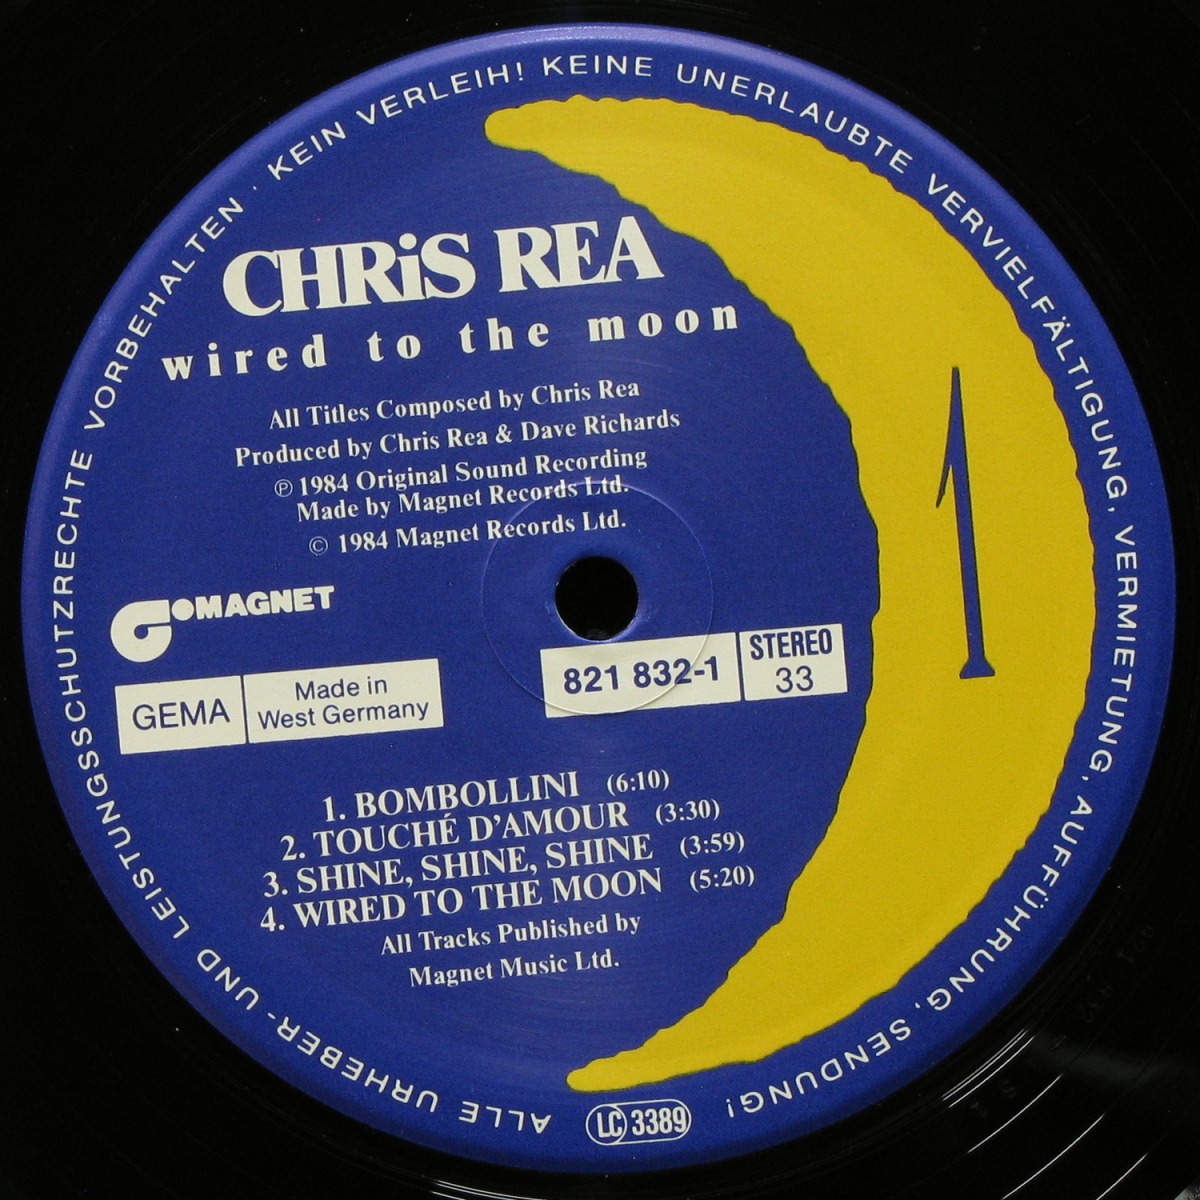 ALLE URHEBER- UND LEISTUNGSSCHUTZRECHTE VORBEHALTEN · KEIN VERLEIH! KEINE UNERLAUBTE VERVIELFÄLTIGUNG, VERMIETUNG, AUFFÜHRUNG, SENDUNG!
CHRiS REA
wired to the moon
All Titles Composed by Chris Rea
Produced by Chris Rea & Dave Richards
℗ 1984 Original Sound Recording
Made by Magnet Records Ltd.
© 1984 Magnet Records Ltd.
1
MAGNET
GEMA
Made in
West Germany
821 832-1
STEREO
33
1. BOMBOLLINI (6:10)
2. TOUCHÉ D'AMOUR (3:30)
3. SHINE, SHINE, SHINE (3:59)
4. WIRED TO THE MOON (5:20)
All Tracks Published by
Magnet Music Ltd.
LC 3389